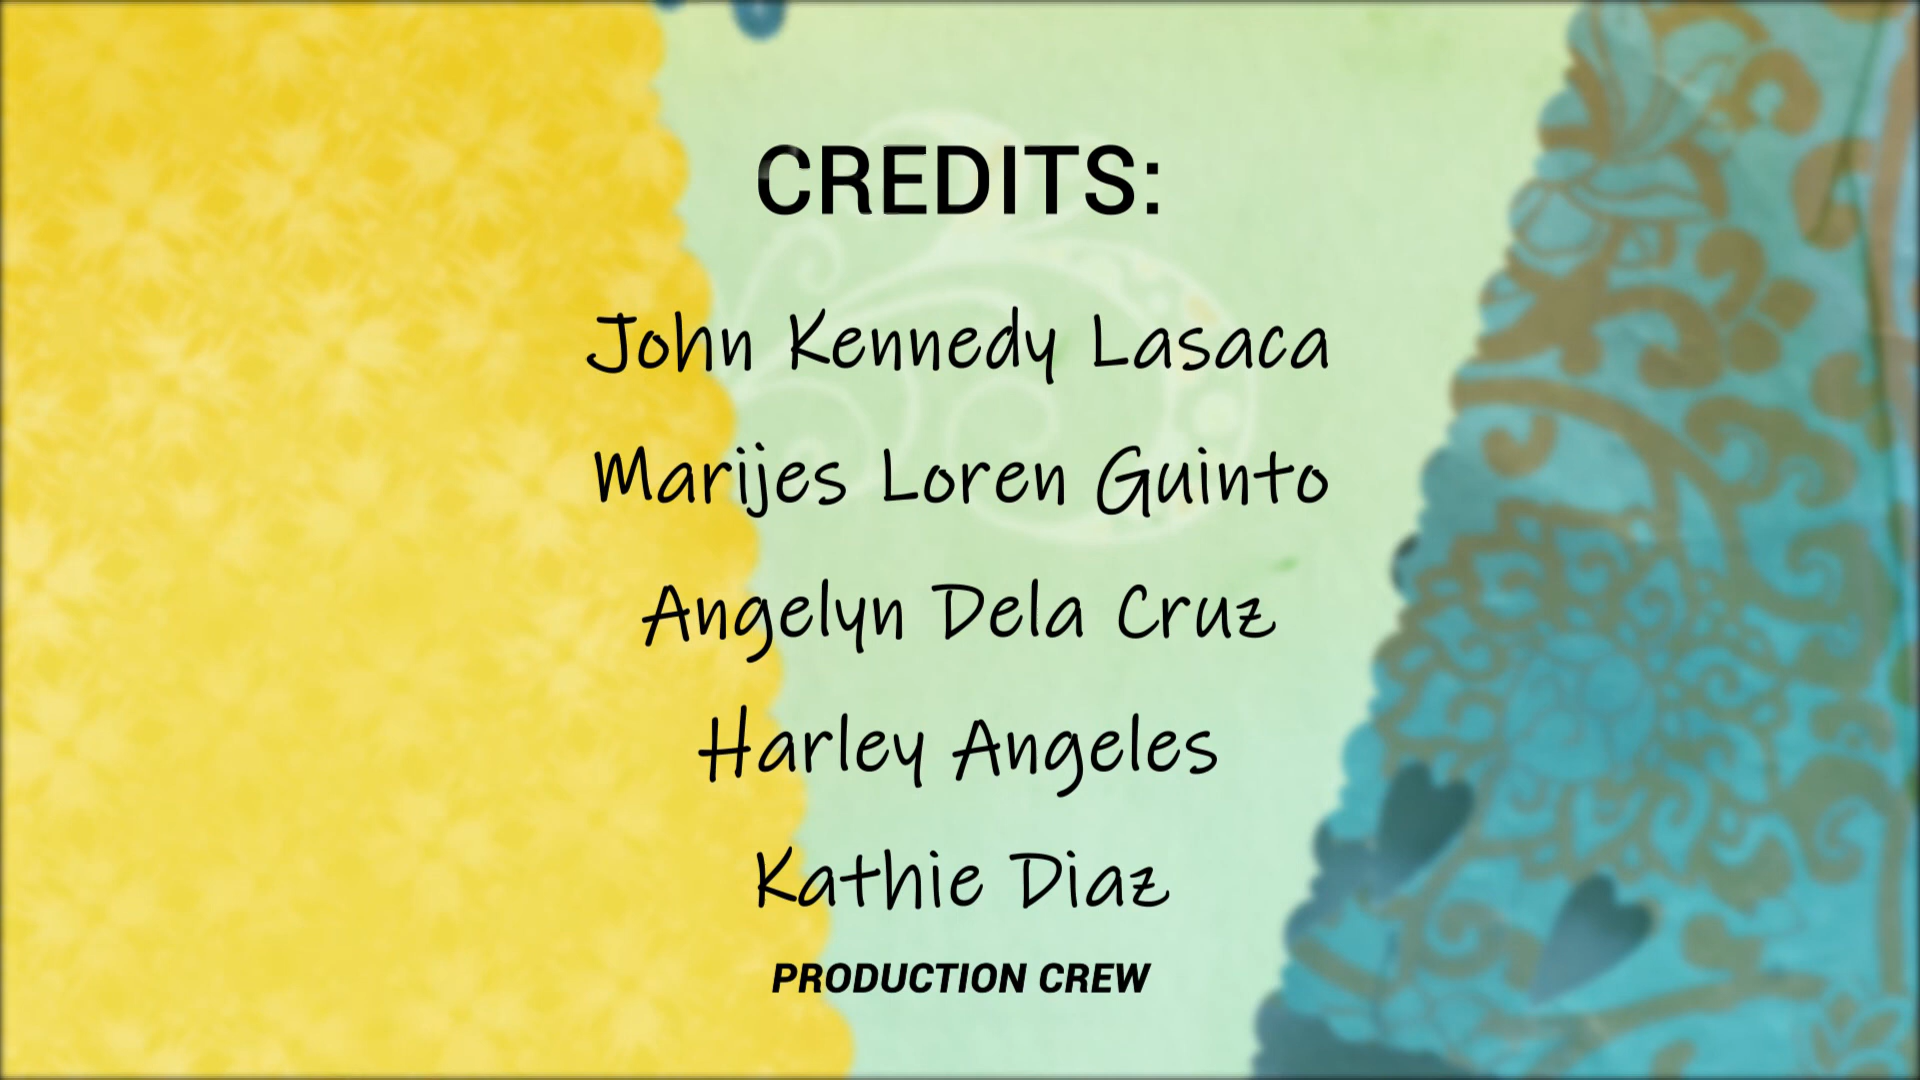 CREDITS:
John Kennedy Lasaca
Marijes Loren Guinto
Angelyn Dela Cruz
Harley Angeles
Kathie Diaz
PRODUCTION CREW